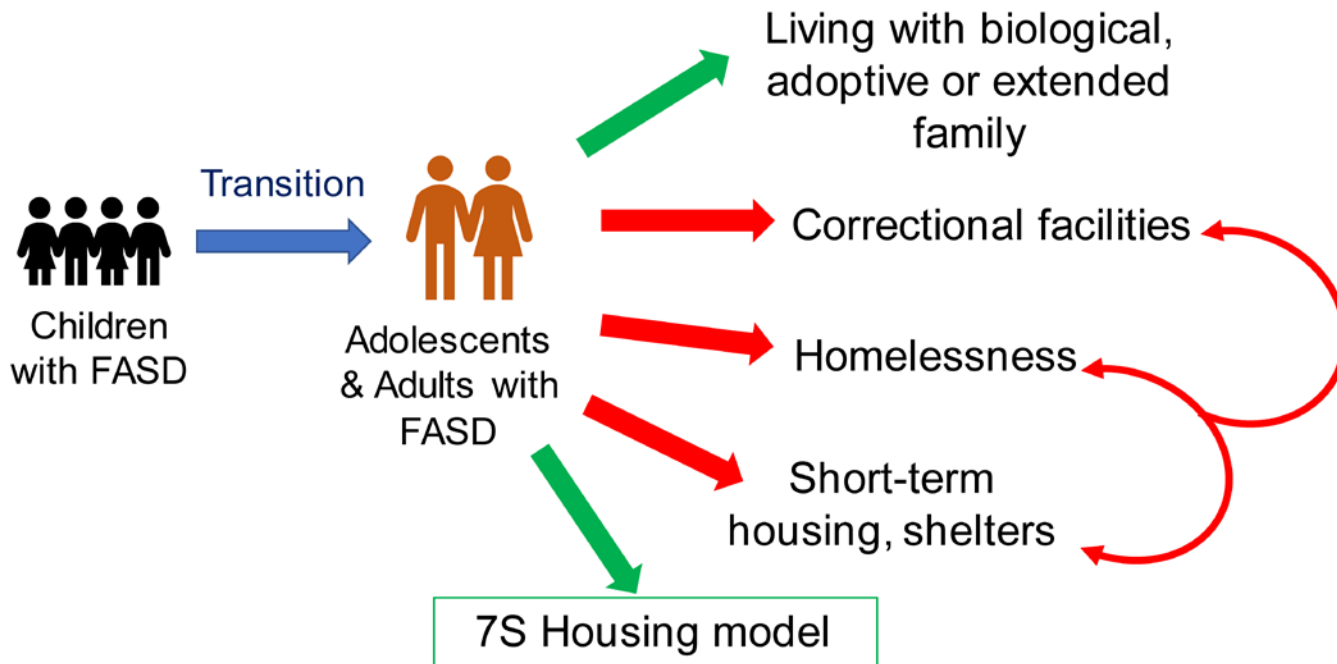 Living with biological,
adoptive or extended
family
Transition
Children
with FASD
Adolescents
& Adults with
FASD
Correctional facilities
Homelessness
Short-term
housing, shelters
7S Housing model